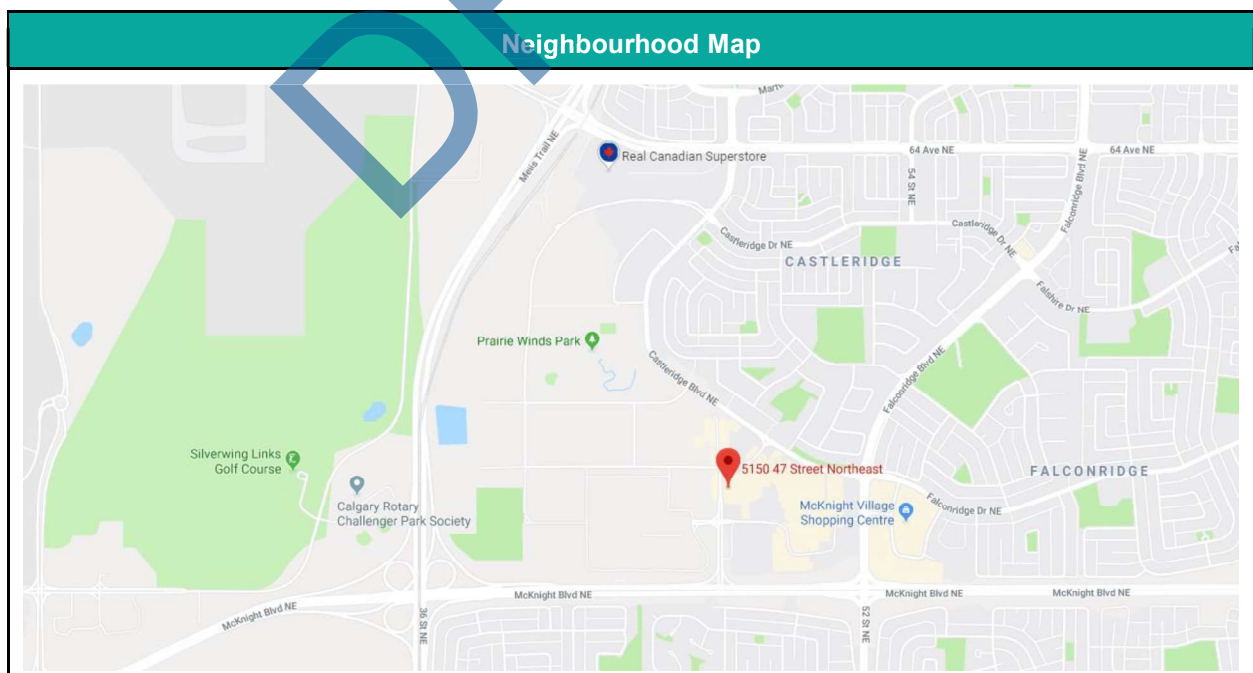 Neighbourhood Map
64 Ave NE
64 Ave NE
Metis Trail NE
Real Canadian Superstore
54 St NE
Falconridge Blvd NE
Castleridge Dr NE
Castleridge Dr NE
CASTLERIDGE
Falshire Dr NE
Prairie Winds Park
Castleridge Blvd NE
Falconridge Blvd NE
Silverwing Links
Golf Course
5150 47 Street Northeast
FALCONRIDGE
Calgary Rotary
Challenger Park Society
McKnight Village
Shopping Centre
Falconridge Dr NE
McKnight Blvd NE
McKnight Blvd NE
McKnight Blvd NE
McKnight Blvd NE
36 St NE
52 St NE